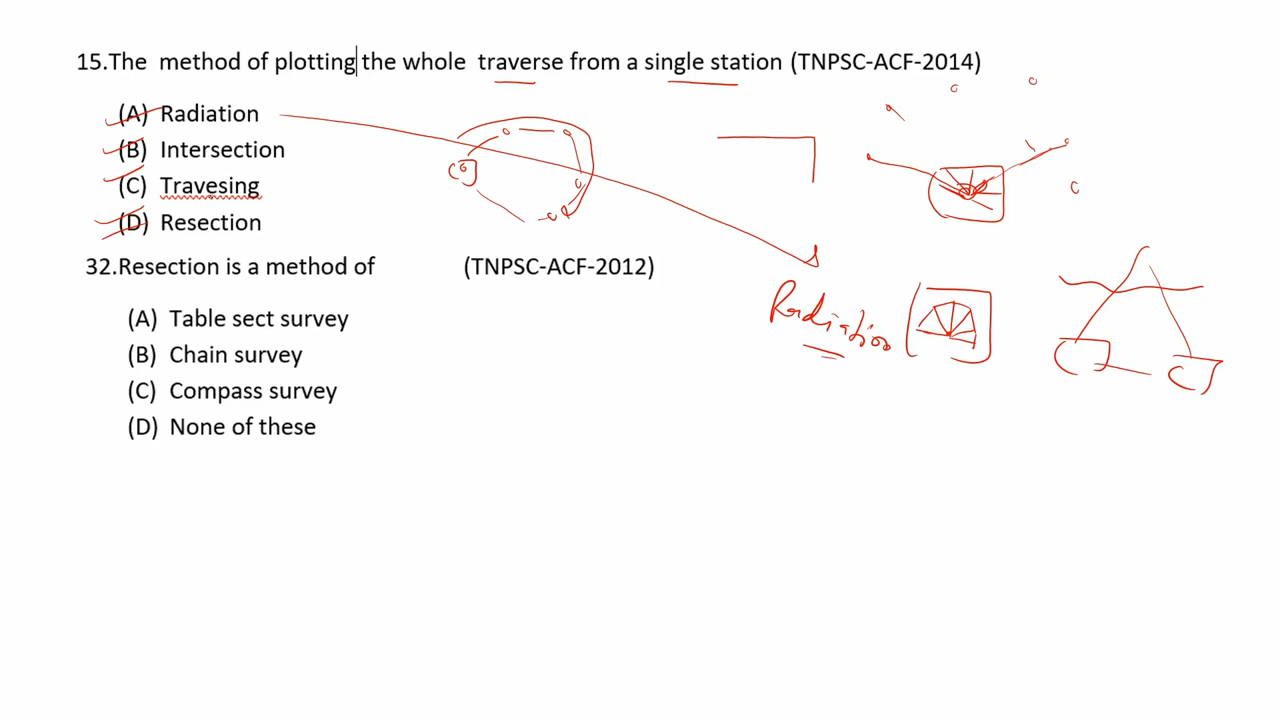 15.The method of plotting the whole traverse from a single station (TNPSC-ACF-2014)
(A) Radiation
(B) Intersection
(C) Travesing
(D) Resection
32.Resection is a method of (TNPSC-ACF-2012)
Radiation
(A) Table sect survey
(B) Chain survey
(C) Compass survey
(D) None of these